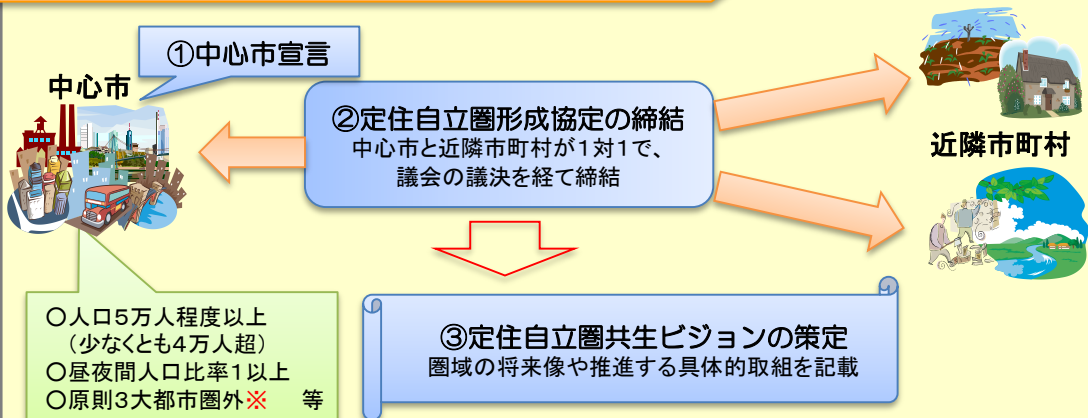 ①中心市宣言
中心市
②定住自立圏形成協定の締結
中心市と近隣市町村が1対1で、
議会の議決を経て締結
近隣市町村
③定住自立圏共生ビジョンの策定
圏域の将来像や推進する具体的取組を記載
○人口5万人程度以上
（少なくとも4万人超）
○昼夜間人口比率1以上
○原則3大都市圏外※　等